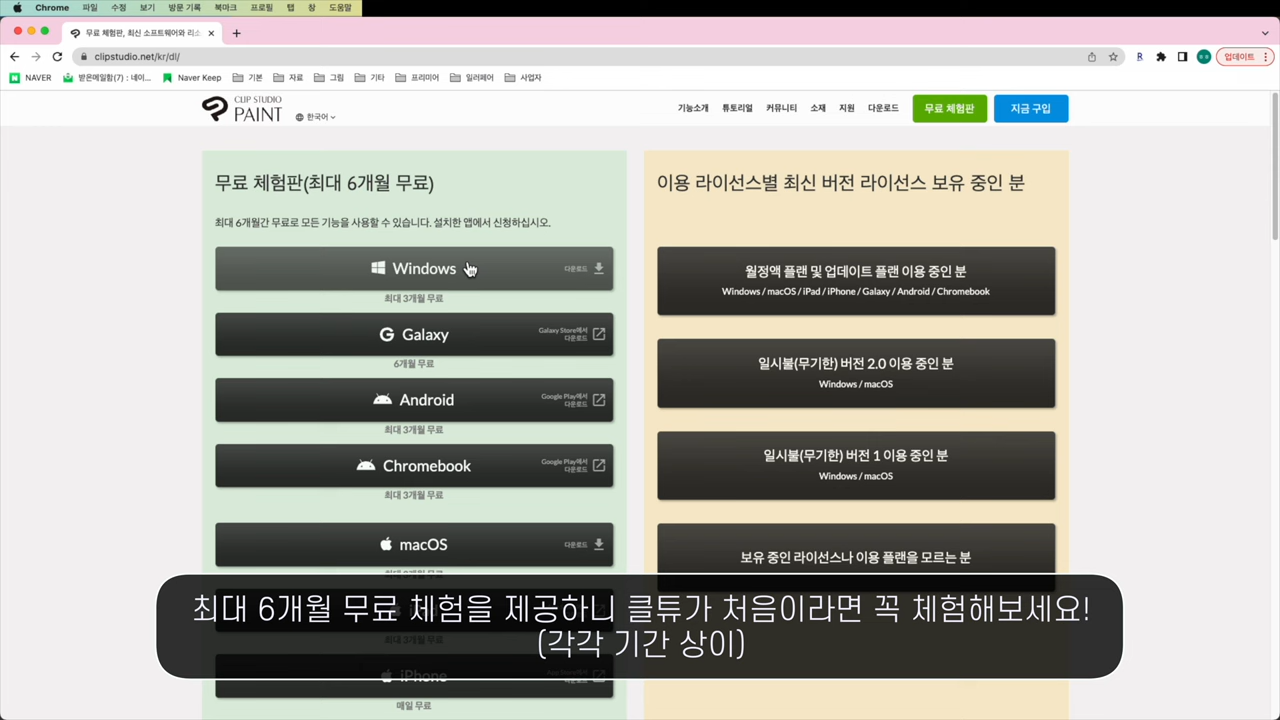 Chrome 파일 수정 보기 방문 기록 북마크 프로필 탭 창 도움말
무료 체험판, 최신 소프트웨어와 리소
clipstudio.net/kr/dl/
업데이트
NAVER 받은메일함(7) : 네이... Naver Keep 기본 자료 그림 기타 프리미어 일러페어 사업자
CLIP STUDIO
PAINT
한국어
기능소개 튜토리얼 커뮤니티 소재 지원 다운로드 무료 체험판 지금 구입
무료 체험판(최대 6개월 무료)
최대 6개월간 무료로 모든 기능을 사용할 수 있습니다. 설치한 앱에서 신청하십시오.
Windows 다운로드
최대 3개월 무료
Galaxy Galaxy Store에서 다운로드
6개월 무료
Android Google Play에서 다운로드
최대 3개월 무료
Chromebook Google Play에서 다운로드
최대 3개월 무료
macOS 다운로드
iPhone
매일 무료
이용 라이선스별 최신 버전 라이선스 보유 중인 분
월정액 플랜 및 업데이트 플랜 이용 중인 분
Windows / macOS / iPad / iPhone / Galaxy / Android / Chromebook
일시불(무기한) 버전 2.0 이용 중인 분
Windows / macOS
일시불(무기한) 버전 1 이용 중인 분
Windows / macOS
보유 중인 라이선스나 이용 플랜을 모르는 분
최대 6개월 무료 체험을 제공하니 클튜가 처음이라면 꼭 체험해보세요!
(각각 기간 상이)